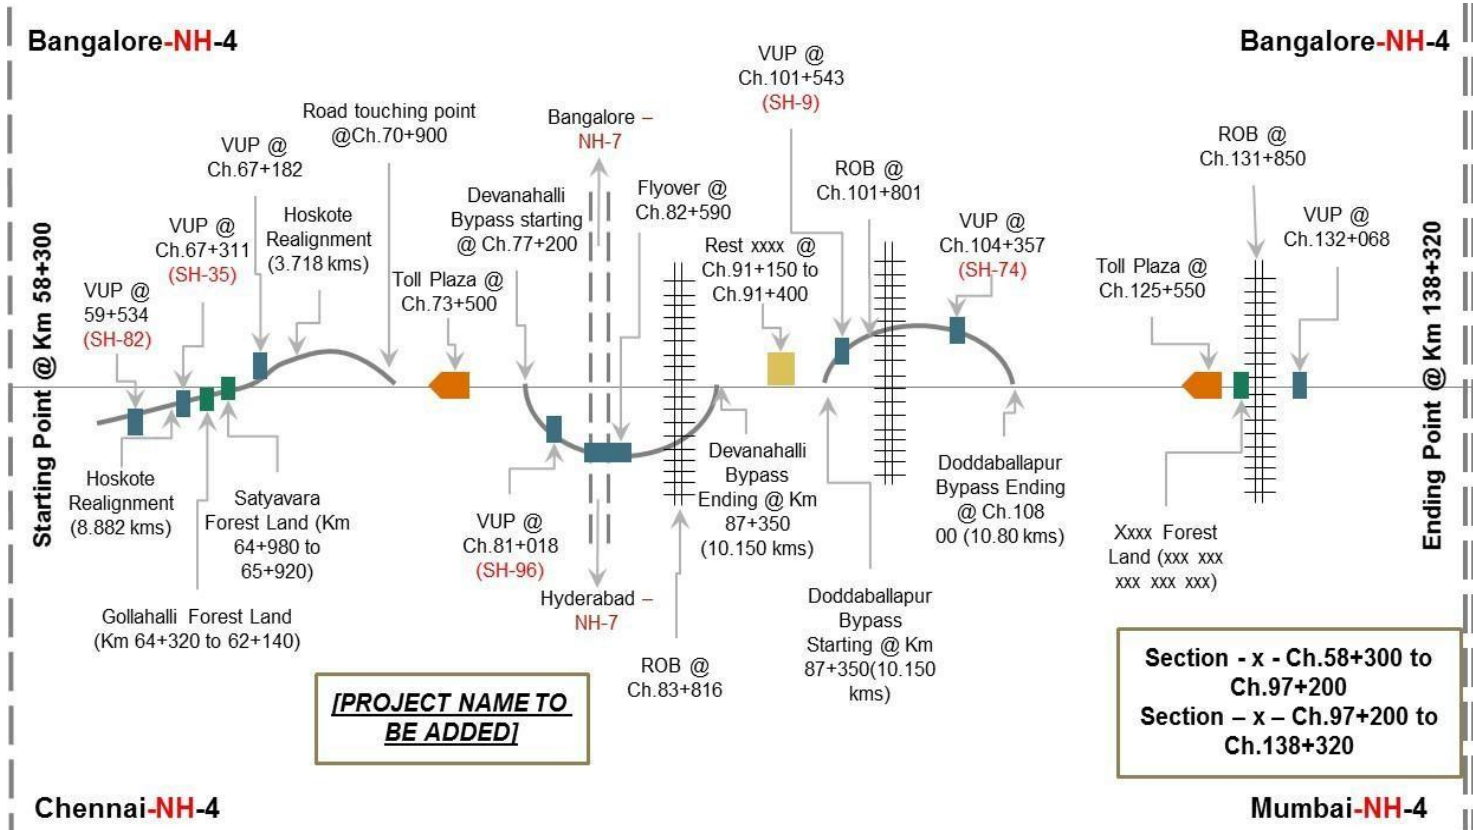 Bangalore-NH-4
Bangalore-NH-4
Starting Point @ Km 58+300
Ending Point @ Km 138+320
VUP @
59+534
(SH-82)
VUP @
Ch.67+311
(SH-35)
VUP @
Ch.67+182
Hoskote
Realignment
(3.718 kms)
Road touching point
@Ch.70+900
Toll Plaza @
Ch.73+500
Devanahalli
Bypass starting
@ Ch.77+200
Bangalore –
NH-7
Flyover @
Ch.82+590
Rest xxxx @
Ch.91+150 to
Ch.91+400
VUP @
Ch.101+543
(SH-9)
ROB @
Ch.101+801
VUP @
Ch.104+357
(SH-74)
Toll Plaza @
Ch.125+550
ROB @
Ch.131+850
VUP @
Ch.132+068
Hoskote
Realignment
(8.882 kms)
Satyavara
Forest Land (Km
64+980 to
65+920)
Gollahalli Forest Land
(Km 64+320 to 62+140)
VUP @
Ch.81+018
(SH-96)
Hyderabad –
NH-7
ROB @
Ch.83+816
Devanahalli
Bypass
Ending @ Km
87+350
(10.150 kms)
Doddaballapur
Bypass
Starting @ Km
87+350(10.150
kms)
Doddaballapur
Bypass Ending
@ Ch.108
00 (10.80 kms)
Xxxx Forest
Land (xxx xxx
xxx xxx xxx)
[PROJECT NAME TO
BE ADDED]
Section - x - Ch.58+300 to
Ch.97+200
Section – x – Ch.97+200 to
Ch.138+320
Chennai-NH-4
Mumbai-NH-4